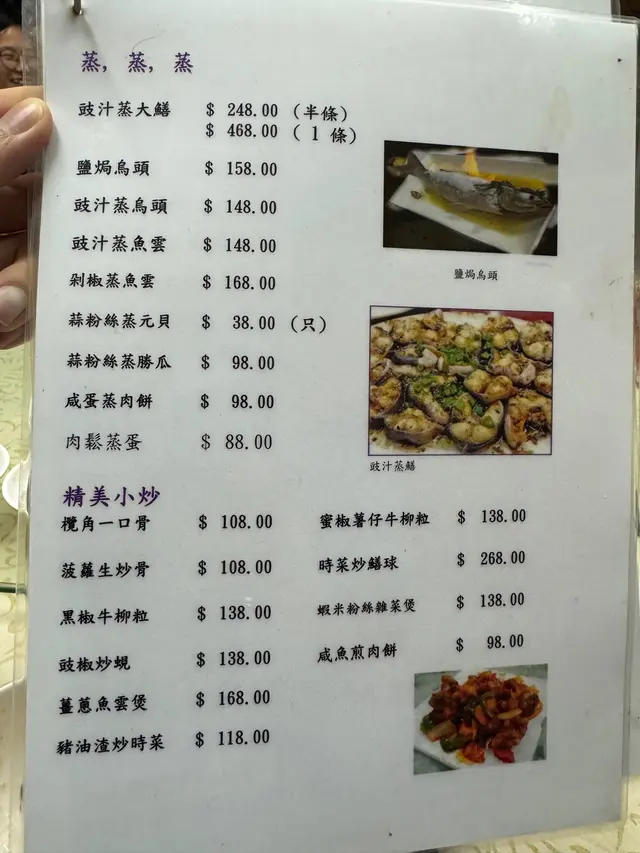 蒸, 蒸, 蒸
豉汁蒸大鱔 $ 248.00 (半條)
$ 468.00 ( 1 條)
鹽焗烏頭 $ 158.00
豉汁蒸烏頭 $ 148.00
豉汁蒸魚雲 $ 148.00
剁椒蒸魚雲 $ 168.00
蒜粉絲蒸元貝 $ 38.00 (只)
蒜粉絲蒸勝瓜 $ 98.00
咸蛋蒸肉餅 $ 98.00
肉鬆蒸蛋 $ 88.00
鹽焗烏頭
豉汁蒸鱔
精美小炒
欖角一口骨 $ 108.00
菠蘿生炒骨 $ 108.00
黑椒牛柳粒 $ 138.00
豉椒炒蜆 $ 138.00
薑蔥魚雲煲 $ 168.00
豬油渣炒時菜 $ 118.00
蜜椒薯仔牛柳粒 $ 138.00
時菜炒鱔球 $ 268.00
蝦米粉絲雜菜煲 $ 138.00
咸魚煎肉餅 $ 98.00